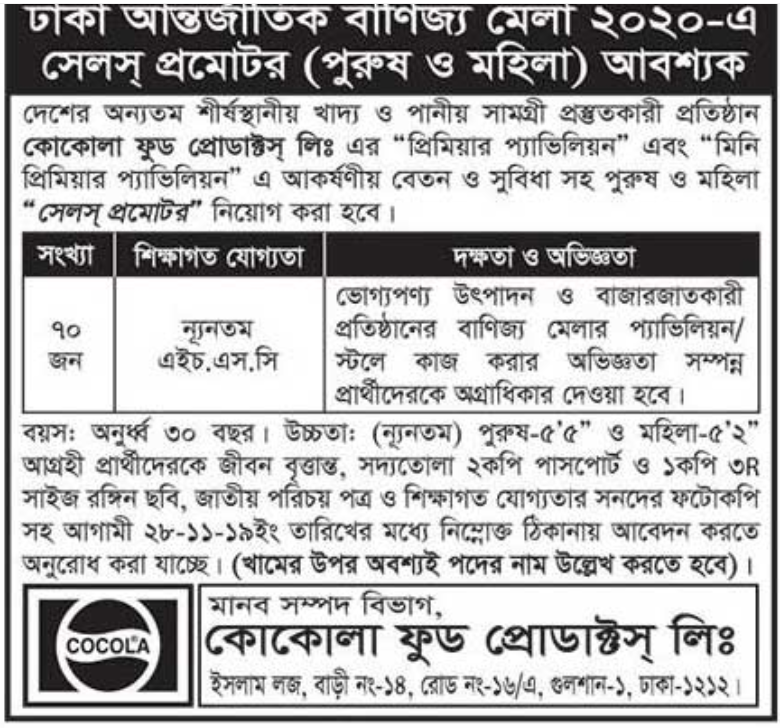 ঢাকা আন্তর্জাতিক বাণিজ্য মেলা ২০২০-এ
সেলস্ প্রমোটর (পুরুষ ও মহিলা) আবশ্যক
দেশের অন্যতম শীর্ষস্থানীয় খাদ্য ও পানীয় সামগ্রী প্রস্তুতকারী প্রতিষ্ঠান
কোকোলা ফুড প্রোডাক্টস্ লিঃ এর “প্রিমিয়ার প্যাভিলিয়ন” এবং “মিনি
প্রিমিয়ার প্যাভিলিয়ন” এ আকর্ষণীয় বেতন ও সুবিধা সহ পুরুষ ও মহিলা
“সেলস্ প্রমোটর” নিয়োগ করা হবে।
সংখ্যা শিক্ষাগত যোগ্যতা দক্ষতা ও অভিজ্ঞতা
৭০
জন
ন্যূনতম
এইচ.এস.সি
ভোগ্যপণ্য উৎপাদন ও বাজারজাতকারী
প্রতিষ্ঠানের বাণিজ্য মেলার প্যাভিলিয়ন/
স্টলে কাজ করার অভিজ্ঞতা সম্পন্ন
প্রার্থীদেরকে অগ্রাধিকার দেওয়া হবে।
বয়স: অনুর্ধ্ব ৩০ বছর। উচ্চতা: (ন্যূনতম) পুরুষ-৫'৫” ও মহিলা-৫'২”
আগ্রহী প্রার্থীদেরকে জীবন বৃত্তান্ত, সদ্যতোলা ২কপি পাসপোর্ট ও ১কপি ৩R
সাইজ রঙ্গিন ছবি, জাতীয় পরিচয় পত্র ও শিক্ষাগত যোগ্যতার সনদের ফটোকপি
সহ আগামী ২৮-১১-১৯ইং তারিখের মধ্যে নিম্নোক্ত ঠিকানায় আবেদন করতে
অনুরোধ করা যাচ্ছে। (খামের উপর অবশ্যই পদের নাম উল্লেখ করতে হবে)।
COCOLA
মানব সম্পদ বিভাগ,
কোকোলা ফুড প্রোডাক্টস্ লিঃ
ইসলাম লজ, বাড়ী নং-১৪, রোড নং-১৬/এ, গুলশান-১, ঢাকা-১২১২।